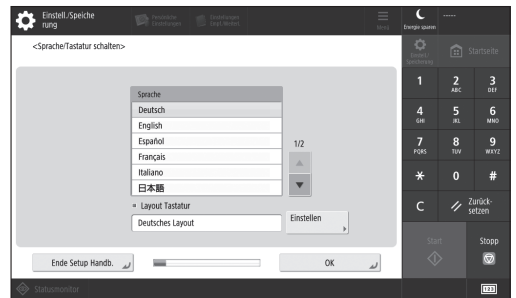 Einstell./Speiche
rung
Persönliche
Einstellungen
Einstellungen
Empf./Weiterl.
Menü
Energie sparen
-----
<Sprache/Tastatur schalten>
Einstell./
Speicherung
Startseite
Sprache
Deutsch
English
Español
Français
Italiano
日本語
1/2
Layout Tastatur
Deutsches Layout
Einstellen
Ende Setup Handb.
OK
1
2
ABC
3
DEF
4
GHI
5
JKL
6
MNO
7
PQRS
8
TUV
9
WXYZ
*
0
#
C
Zurück-
setzen
Start
Stopp
Statusmonitor
123